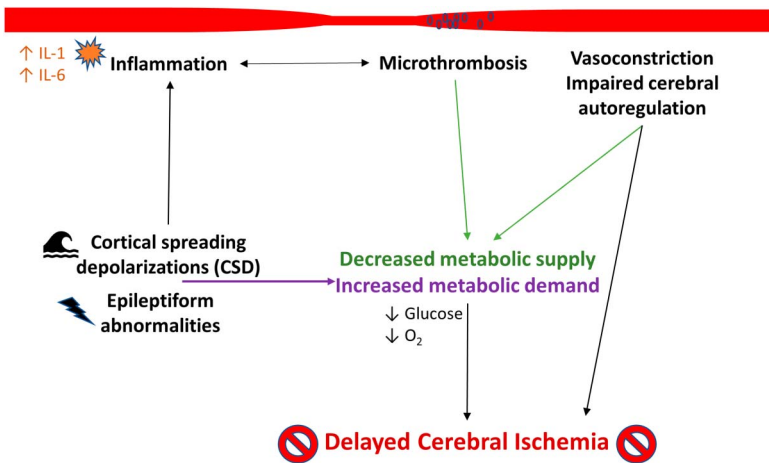 ↑ IL-1
↑ IL-6
Inflammation
Microthrombosis
Vasoconstriction
Impaired cerebral
autoregulation
Cortical spreading
depolarizations (CSD)
Epileptiform
abnormalities
Decreased metabolic supply
Increased metabolic demand
↓ Glucose
↓ O₂
Delayed Cerebral Ischemia